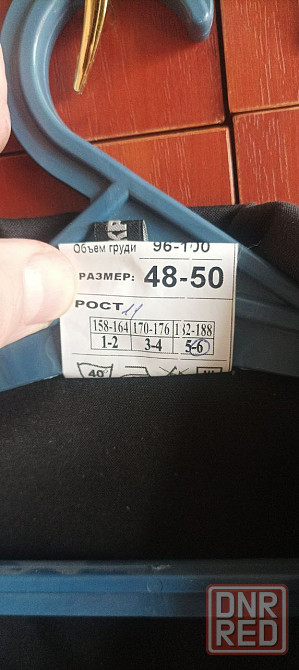 КР
Объем груди 96-100
РАЗМЕР: 48-50
РОСТ
158-164 170-176 182-188
1-2 3-4 5-6
40
DNR
RED